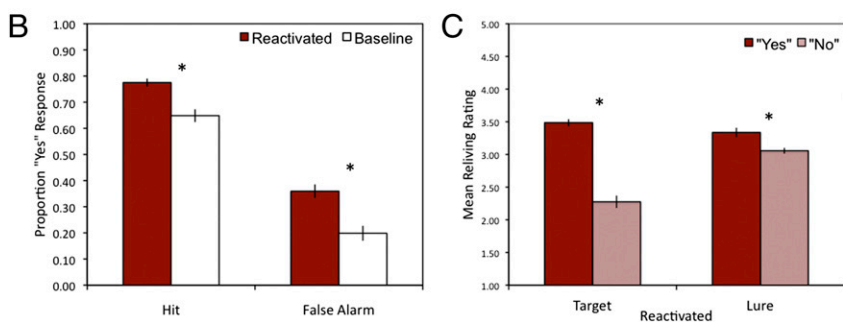 B
Reactivated Baseline
Proportion "Yes" Response
1.00
0.90
0.80
0.70
0.60
0.50
0.40
0.30
0.20
0.10
0.00
*
*
Hit False Alarm
C
"Yes" "No"
Mean Reliving Rating
5.00
4.50
4.00
3.50
3.00
2.50
2.00
1.50
1.00
*
*
Target Lure
Reactivated